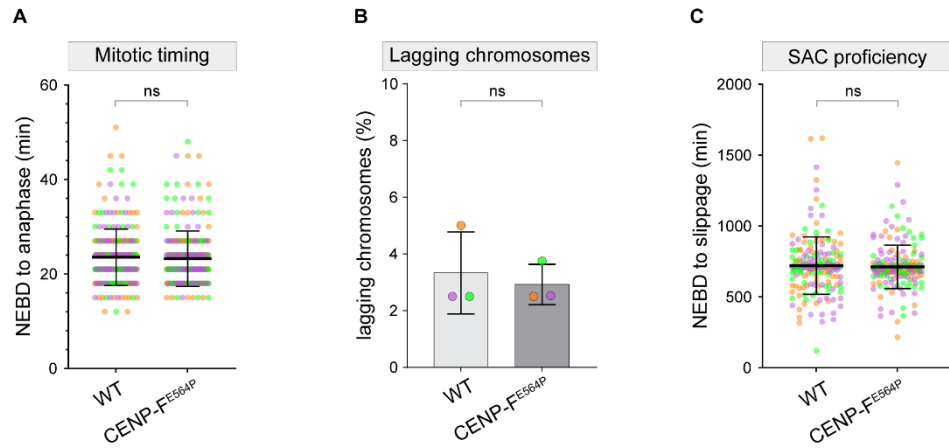 A
Mitotic timing
NEBD to anaphase (min)
60
40
20
0
ns
WT
CENP-F^E564P
B
Lagging chromosomes
lagging chromosomes (%)
10
8
6
4
2
0
ns
WT
CENP-F^E564P
C
SAC proficiency
NEBD to slippage (min)
2000
1500
1000
500
0
ns
WT
CENP-F^E564P